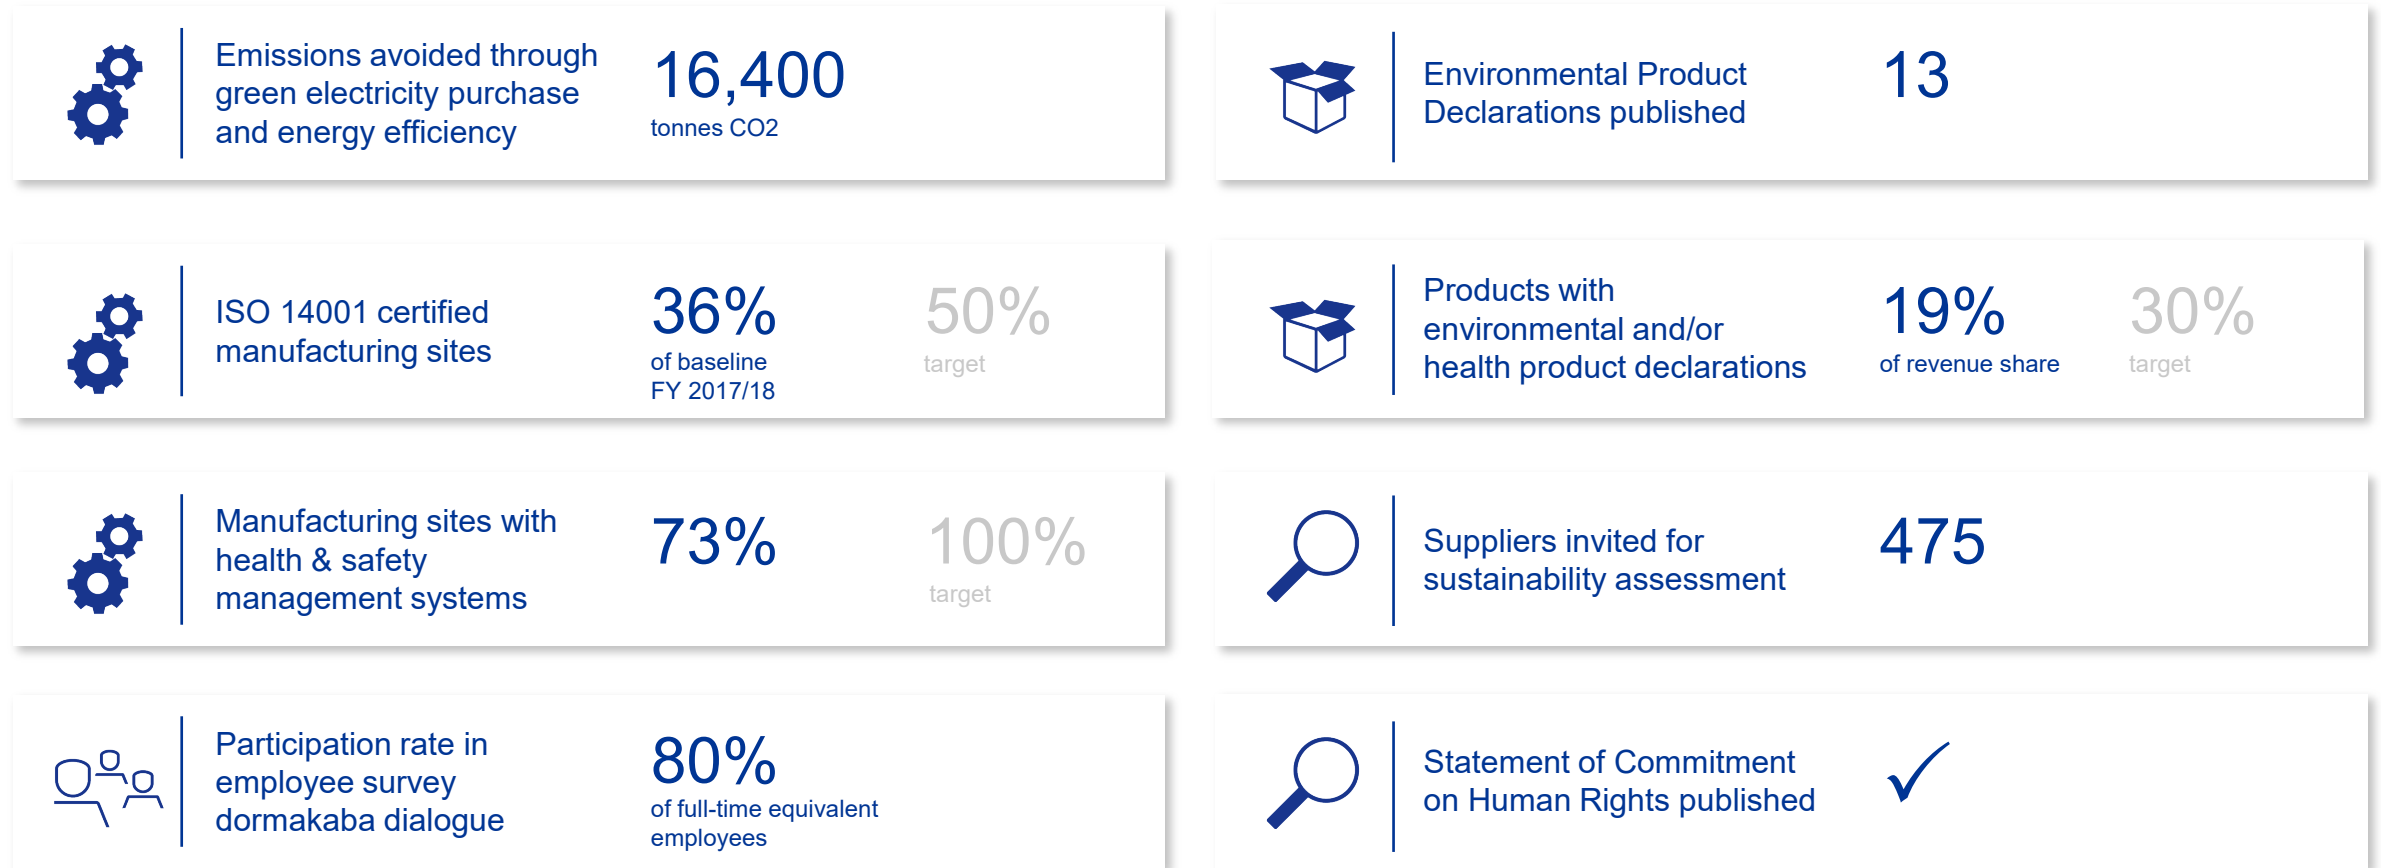 Emissions avoided through
green electricity purchase
and energy efficiency
16,400
tonnes CO2
Environmental Product
Declarations published
13
ISO 14001 certified
manufacturing sites
36%
of baseline
FY 2017/18
50%
target
Products with
environmental and/or
health product declarations
19%
of revenue share
30%
target
Manufacturing sites with
health & safety
management systems
73%
100%
target
Suppliers invited for
sustainability assessment
475
Participation rate in
employee survey
dormakaba dialogue
80%
of full-time equivalent
employees
Statement of Commitment
on Human Rights published